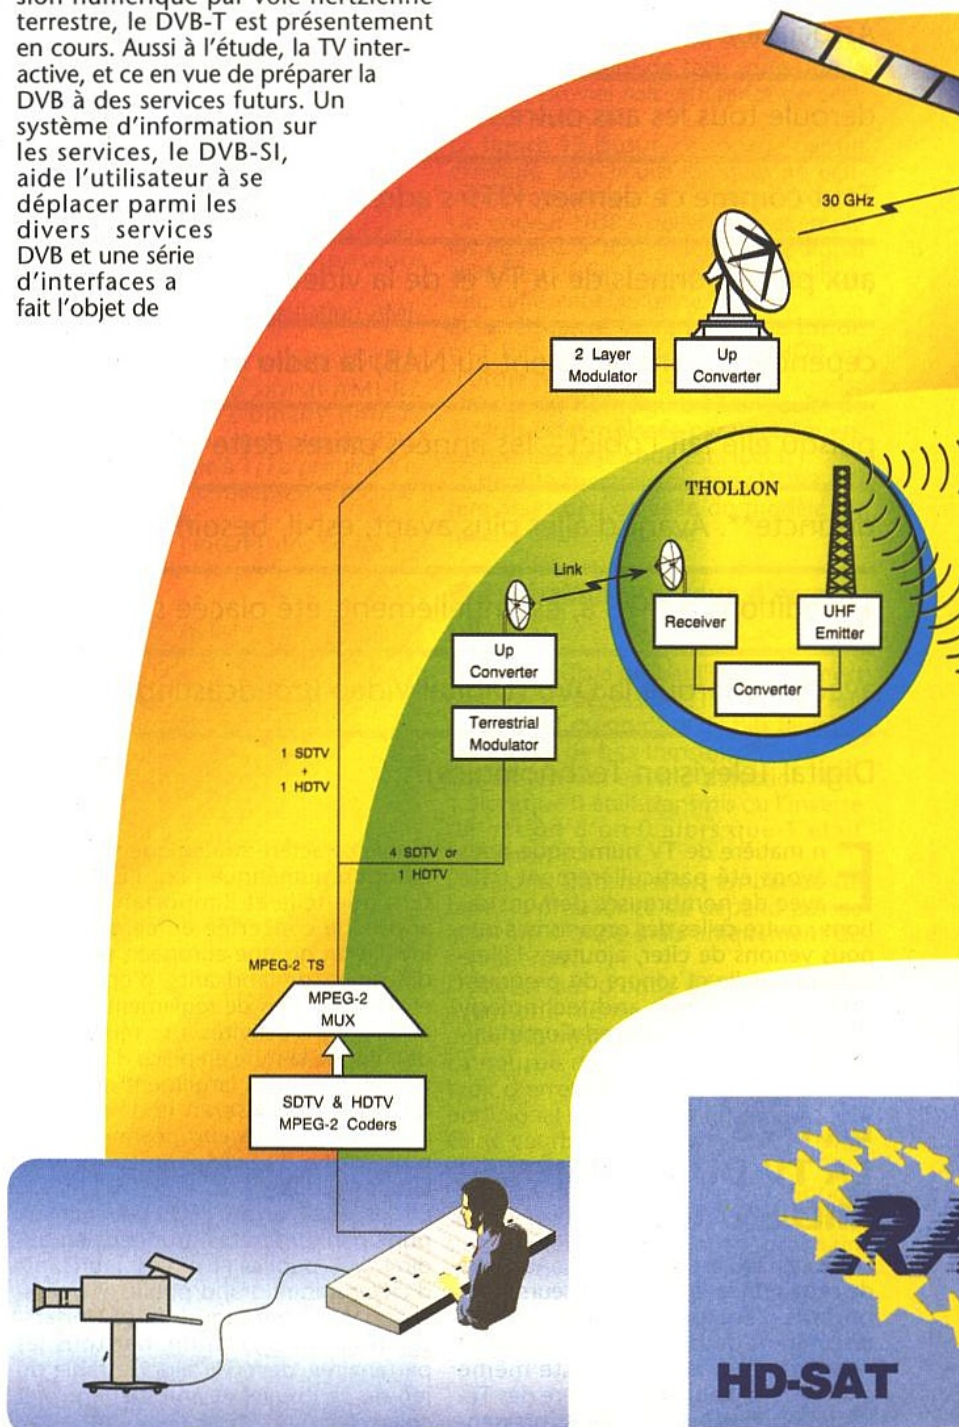 terrestre, le DVB-T est présentement
en cours. Aussi à l'étude, la TV inter-
active, et ce en vue de préparer la
DVB à des services futurs. Un
système d'information sur
les services, le DVB-SI,
aide l'utilisateur à se
déplacer parmi les
divers services
DVB et une série
d'interfaces a
fait l'objet de
30 GHz
2 Layer
Modulator
Up
Converter
THOLLON
Link
Receiver
UHF
Emitter
Converter
Up
Converter
Terrestrial
Modulator
1 SDTV
+
1 HDTV
4 SDTV or
1 HDTV
MPEG-2 TS
MPEG-2
MUX
SDTV & HDTV
MPEG-2 Coders
RA
HD-SAT